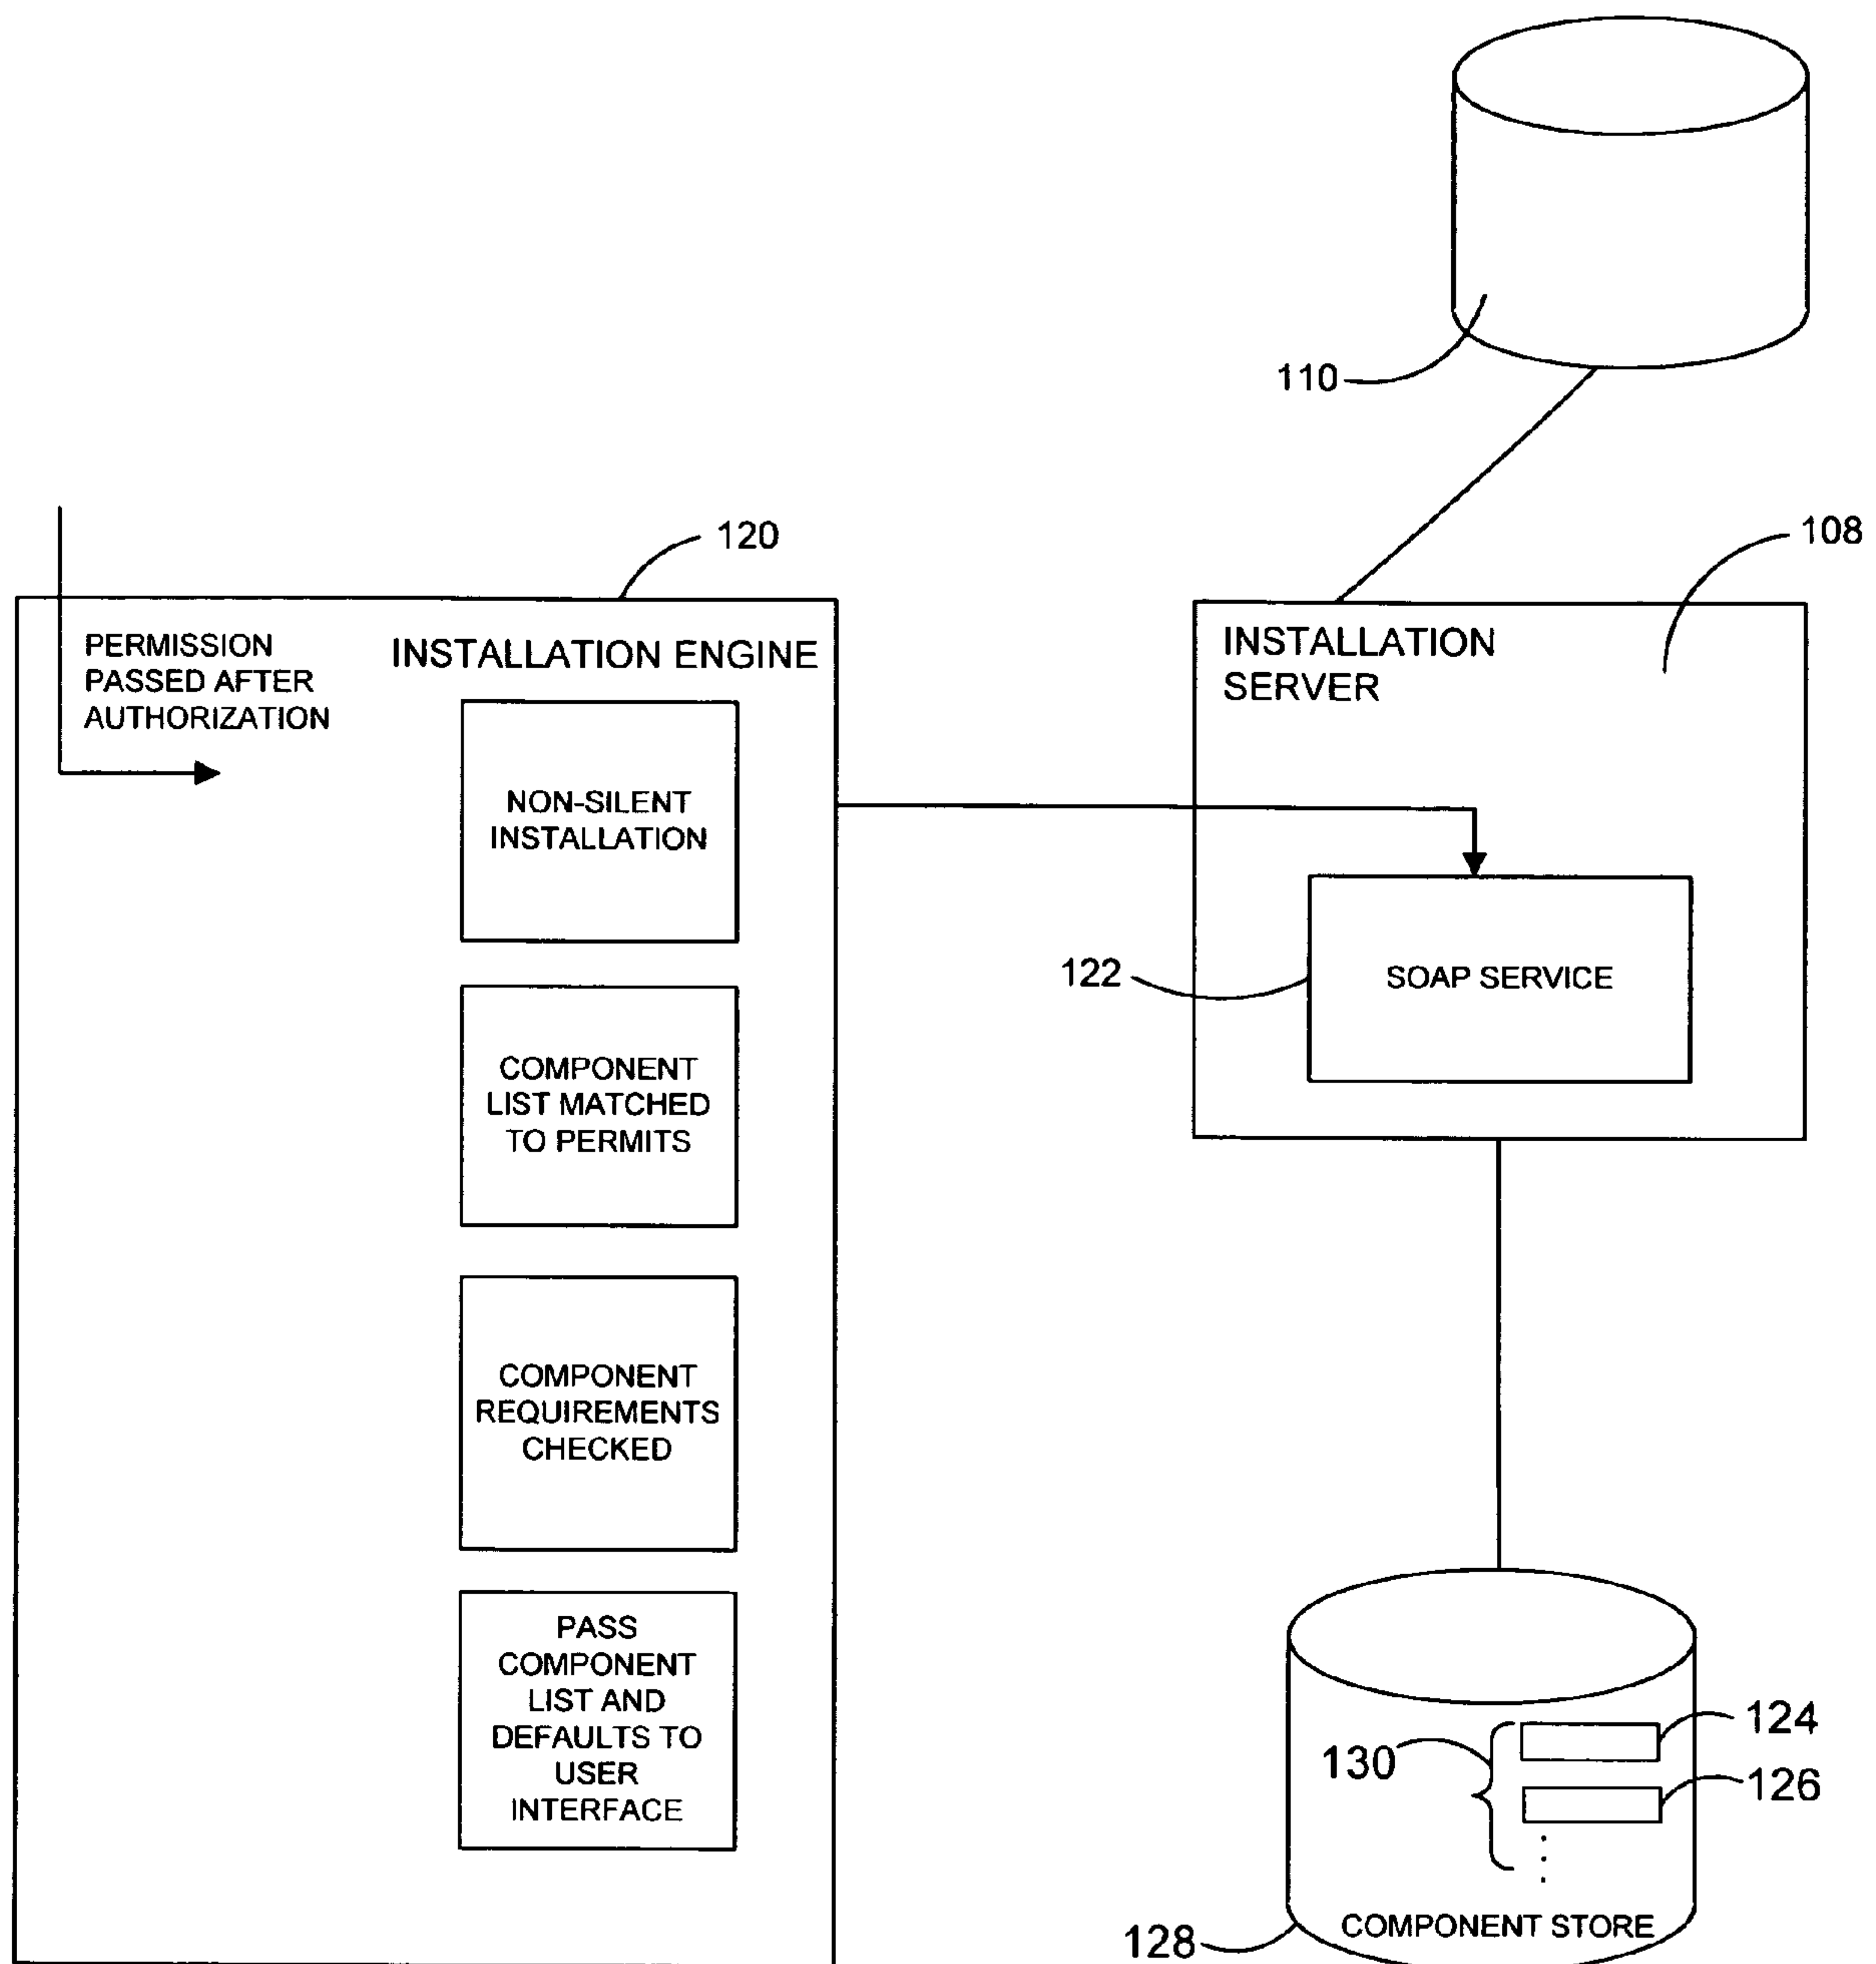 110
120
108
PERMISSION
PASSED AFTER
AUTHORIZATION
INSTALLATION ENGINE
INSTALLATION
SERVER
NON-SILENT
INSTALLATION
122
SOAP SERVICE
COMPONENT
LIST MATCHED
TO PERMITS
COMPONENT
REQUIREMENTS
CHECKED
PASS
COMPONENT
LIST AND
DEFAULTS TO
USER
INTERFACE
124
130
126
COMPONENT STORE
128